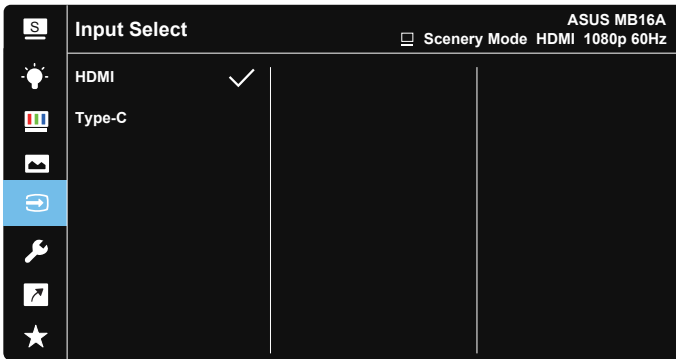 S
Input Select
ASUS MB16A
Scenery Mode HDMI 1080p 60Hz
HDMI
Type-C